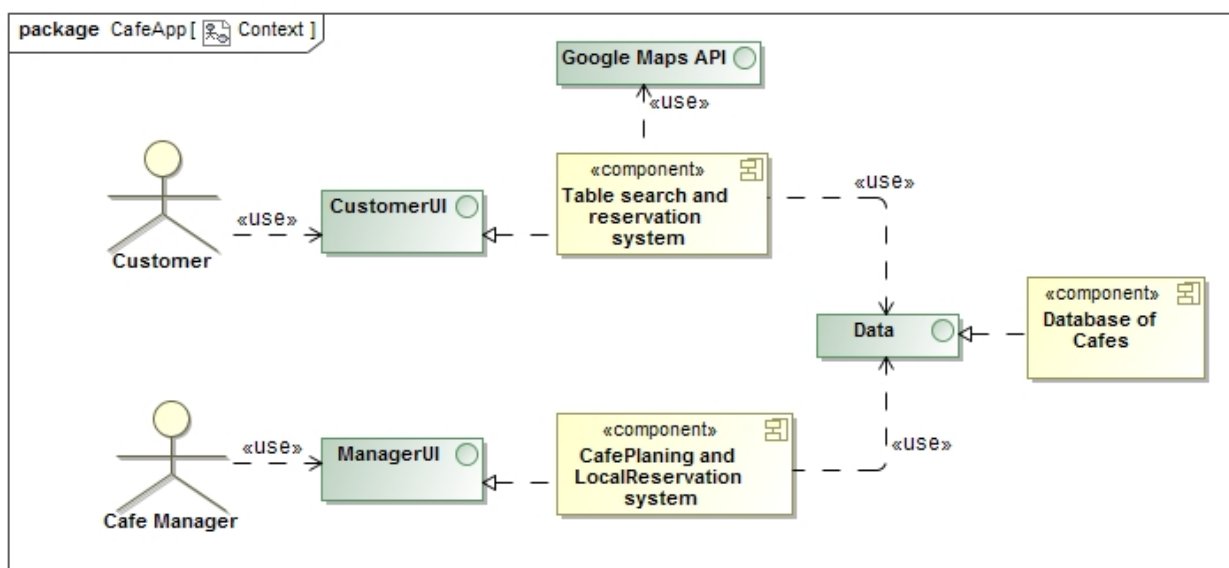 package CafeApp[ Context ]
Google Maps API
«use»
«component»
Table search and
reservation
system
«use»
CustomerUI
«use»
Customer
«component»
Database of
Cafes
Data
«component»
CafePlaning and
LocalReservation
system
«use»
ManagerUI
«use»
Cafe Manager